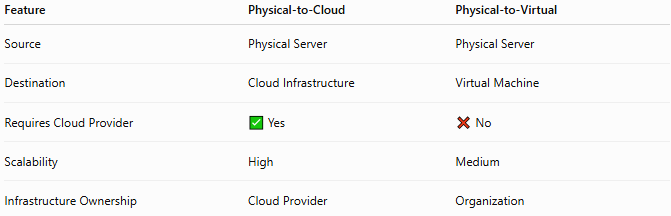 Feature Physical-to-Cloud Physical-to-Virtual
Source Physical Server Physical Server
Destination Cloud Infrastructure Virtual Machine
Requires Cloud Provider ✅ Yes ❌ No
Scalability High Medium
Infrastructure Ownership Cloud Provider Organization